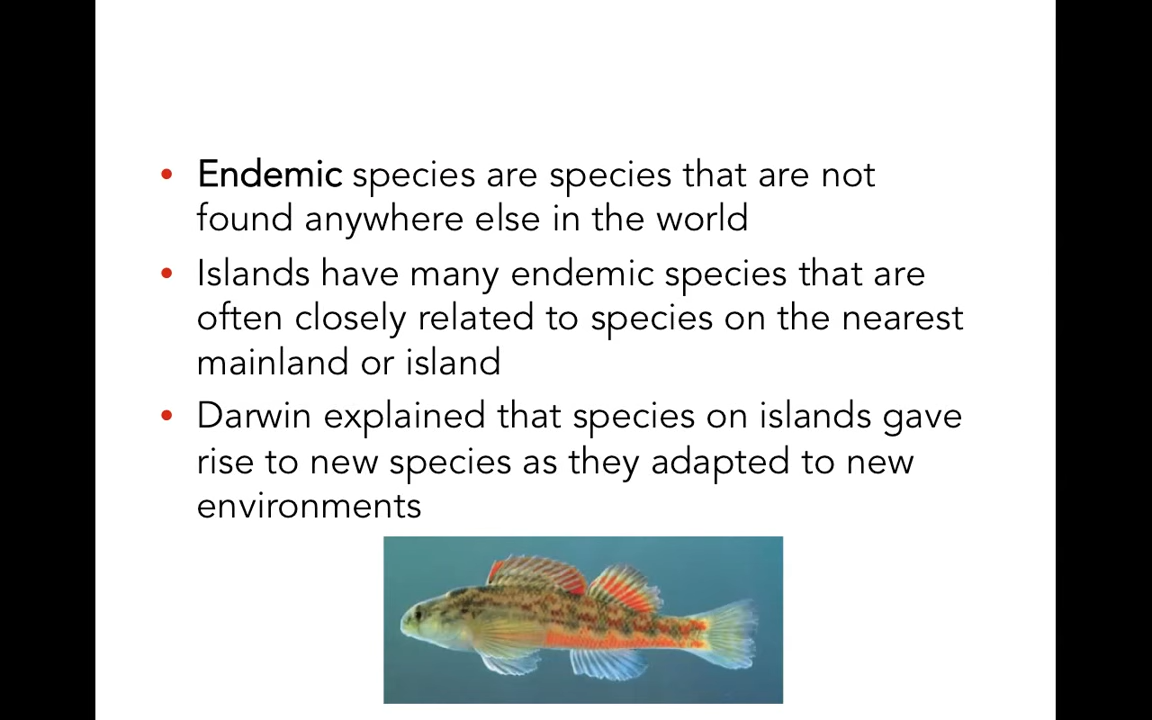 • Endemic species are species that are not
found anywhere else in the world
• Islands have many endemic species that are
often closely related to species on the nearest
mainland or island
• Darwin explained that species on islands gave
rise to new species as they adapted to new
environments